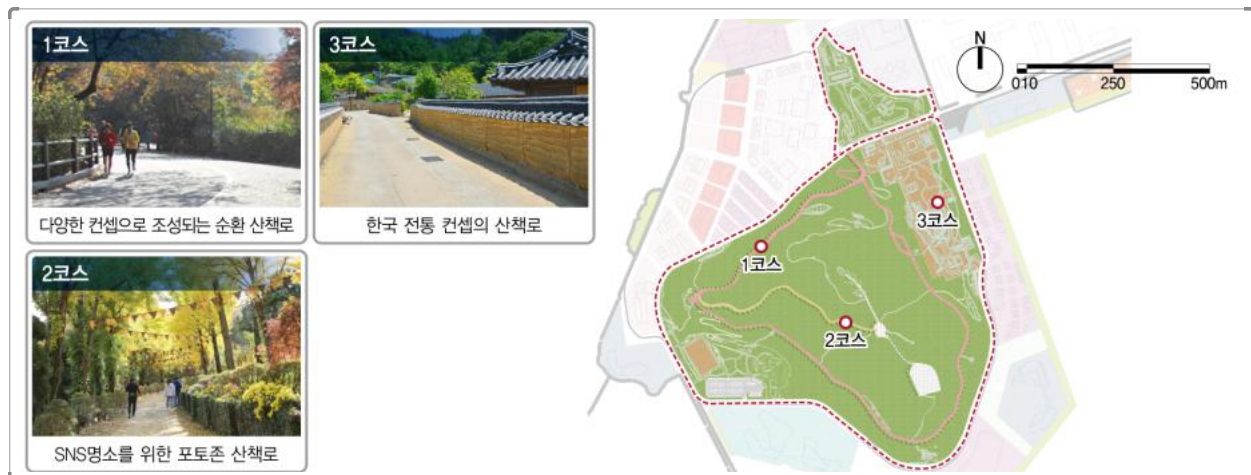 1코스
다양한 컨셉으로 조성되는 순환 산책로
3코스
한국 전통 컨셉의 산책로
2코스
SNS명소를 위한 포토존 산책로
N
010 250 500m
3코스
1코스
2코스